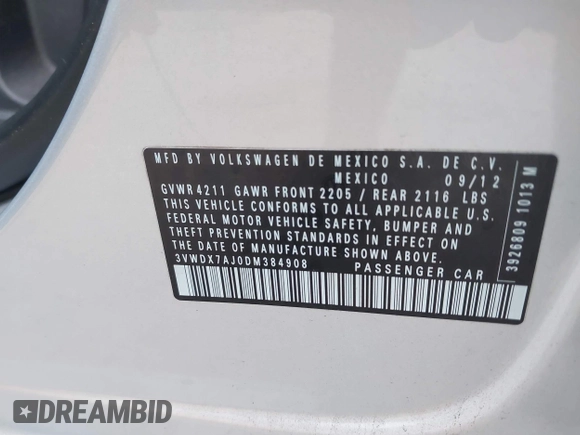 MFD BY VOLKSWAGEN DE MEXICO S.A. DE C.V.
MEXICO 09/12
GVWR 4211 GAWR FRONT 2205 / REAR 2116 LBS
THIS VEHICLE CONFORMS TO ALL APPLICABLE U.S.
FEDERAL MOTOR VEHICLE SAFETY, BUMPER AND
THEFT PREVENTION STANDARDS IN EFFECT ON
THE DATE OF MANUFACTURE SHOWN ABOVE.
3VWDX7AJ0DM384908 PASSENGER CAR
3926809 1013 M
DREAMBID